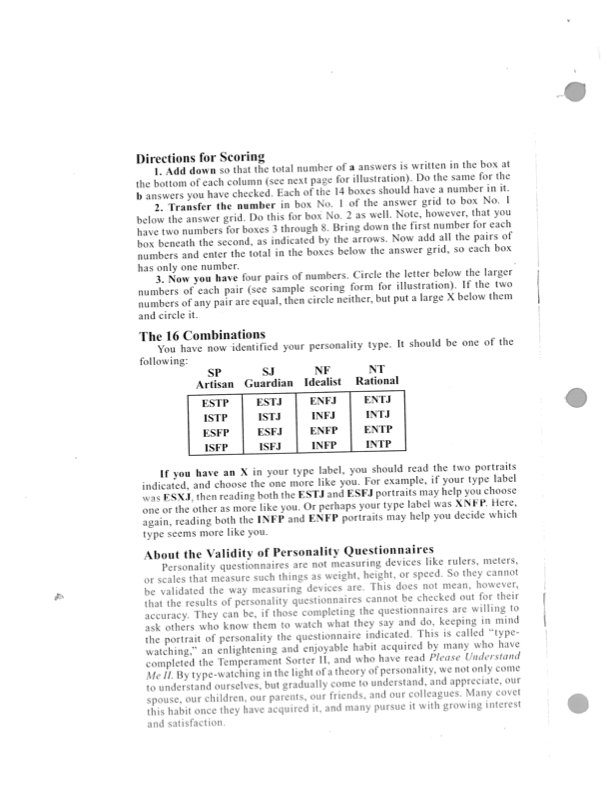 Directions for Scoring
1. Add down so that the total number of a answers is written in the box at
the bottom of each column (see next page for illustration). Do the same for the
b answers you have checked. Each of the 14 boxes should have a number in it.
2. Transfer the number in box No. 1 of the answer grid to box No. 1
below the answer grid. Do this for box No. 2 as well. Note, however, that you
have two numbers for boxes 3 through 8. Bring down the first number for each
box beneath the second, as indicated by the arrows. Now add all the pairs of
numbers and enter the total in the boxes below the answer grid, so each box
has only one number.
3. Now you have four pairs of numbers. Circle the letter below the larger
numbers of each pair (see sample scoring form for illustration). If the two
numbers of any pair are equal, then circle neither, but put a large X below them
and circle it.
The 16 Combinations
You have now identified your personality type. It should be one of the
following:
SP SJ NF NT
Artisan Guardian Idealist Rational
ESTP ESTJ ENFJ ENTJ
ISTP ISTJ INFJ INTJ
ESFP ESFJ ENFP ENTP
ISFP ISFJ INFP INTP
If you have an X in your type label, you should read the two portraits
indicated, and choose the one more like you. For example, if your type label
was ESXJ, then reading both the ESTJ and ESFJ portraits may help you choose
one or the other as more like you. Or perhaps your type label was XNFP. Here,
again, reading both the INFP and ENFP portraits may help you decide which
type seems more like you.
About the Validity of Personality Questionnaires
Personality questionnaires are not measuring devices like rulers, meters,
or scales that measure such things as weight, height, or speed. So they cannot
be validated the way measuring devices are. This does not mean, however,
that the results of personality questionnaires cannot be checked out for their
accuracy. They can be, if those completing the questionnaires are willing to
ask others who know them to watch what they say and do, keeping in mind
the portrait of personality the questionnaire indicated. This is called "type-
watching," an enlightening and enjoyable habit acquired by many who have
completed the Temperament Sorter II, and who have read Please Understand
Me II. By type-watching in the light of a theory of personality, we not only come
to understand ourselves, but gradually come to understand, and appreciate, our
spouse, our children, our parents, our friends, and our colleagues. Many covet
this habit once they have acquired it, and many pursue it with growing interest
and satisfaction.